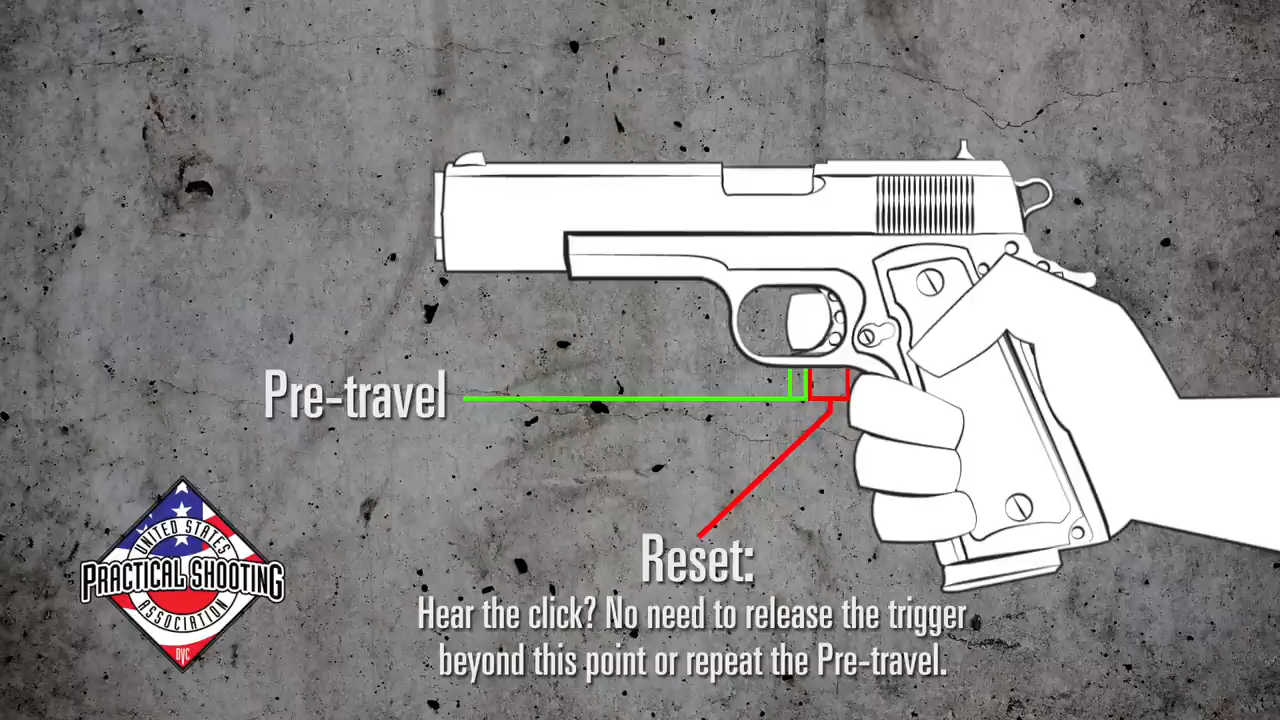 Pre-travel
UNITED STATES
PRACTICAL SHOOTING
ASSOCIATION
DVC
Reset:
Hear the click? No need to release the trigger
beyond this point or repeat the Pre-travel.